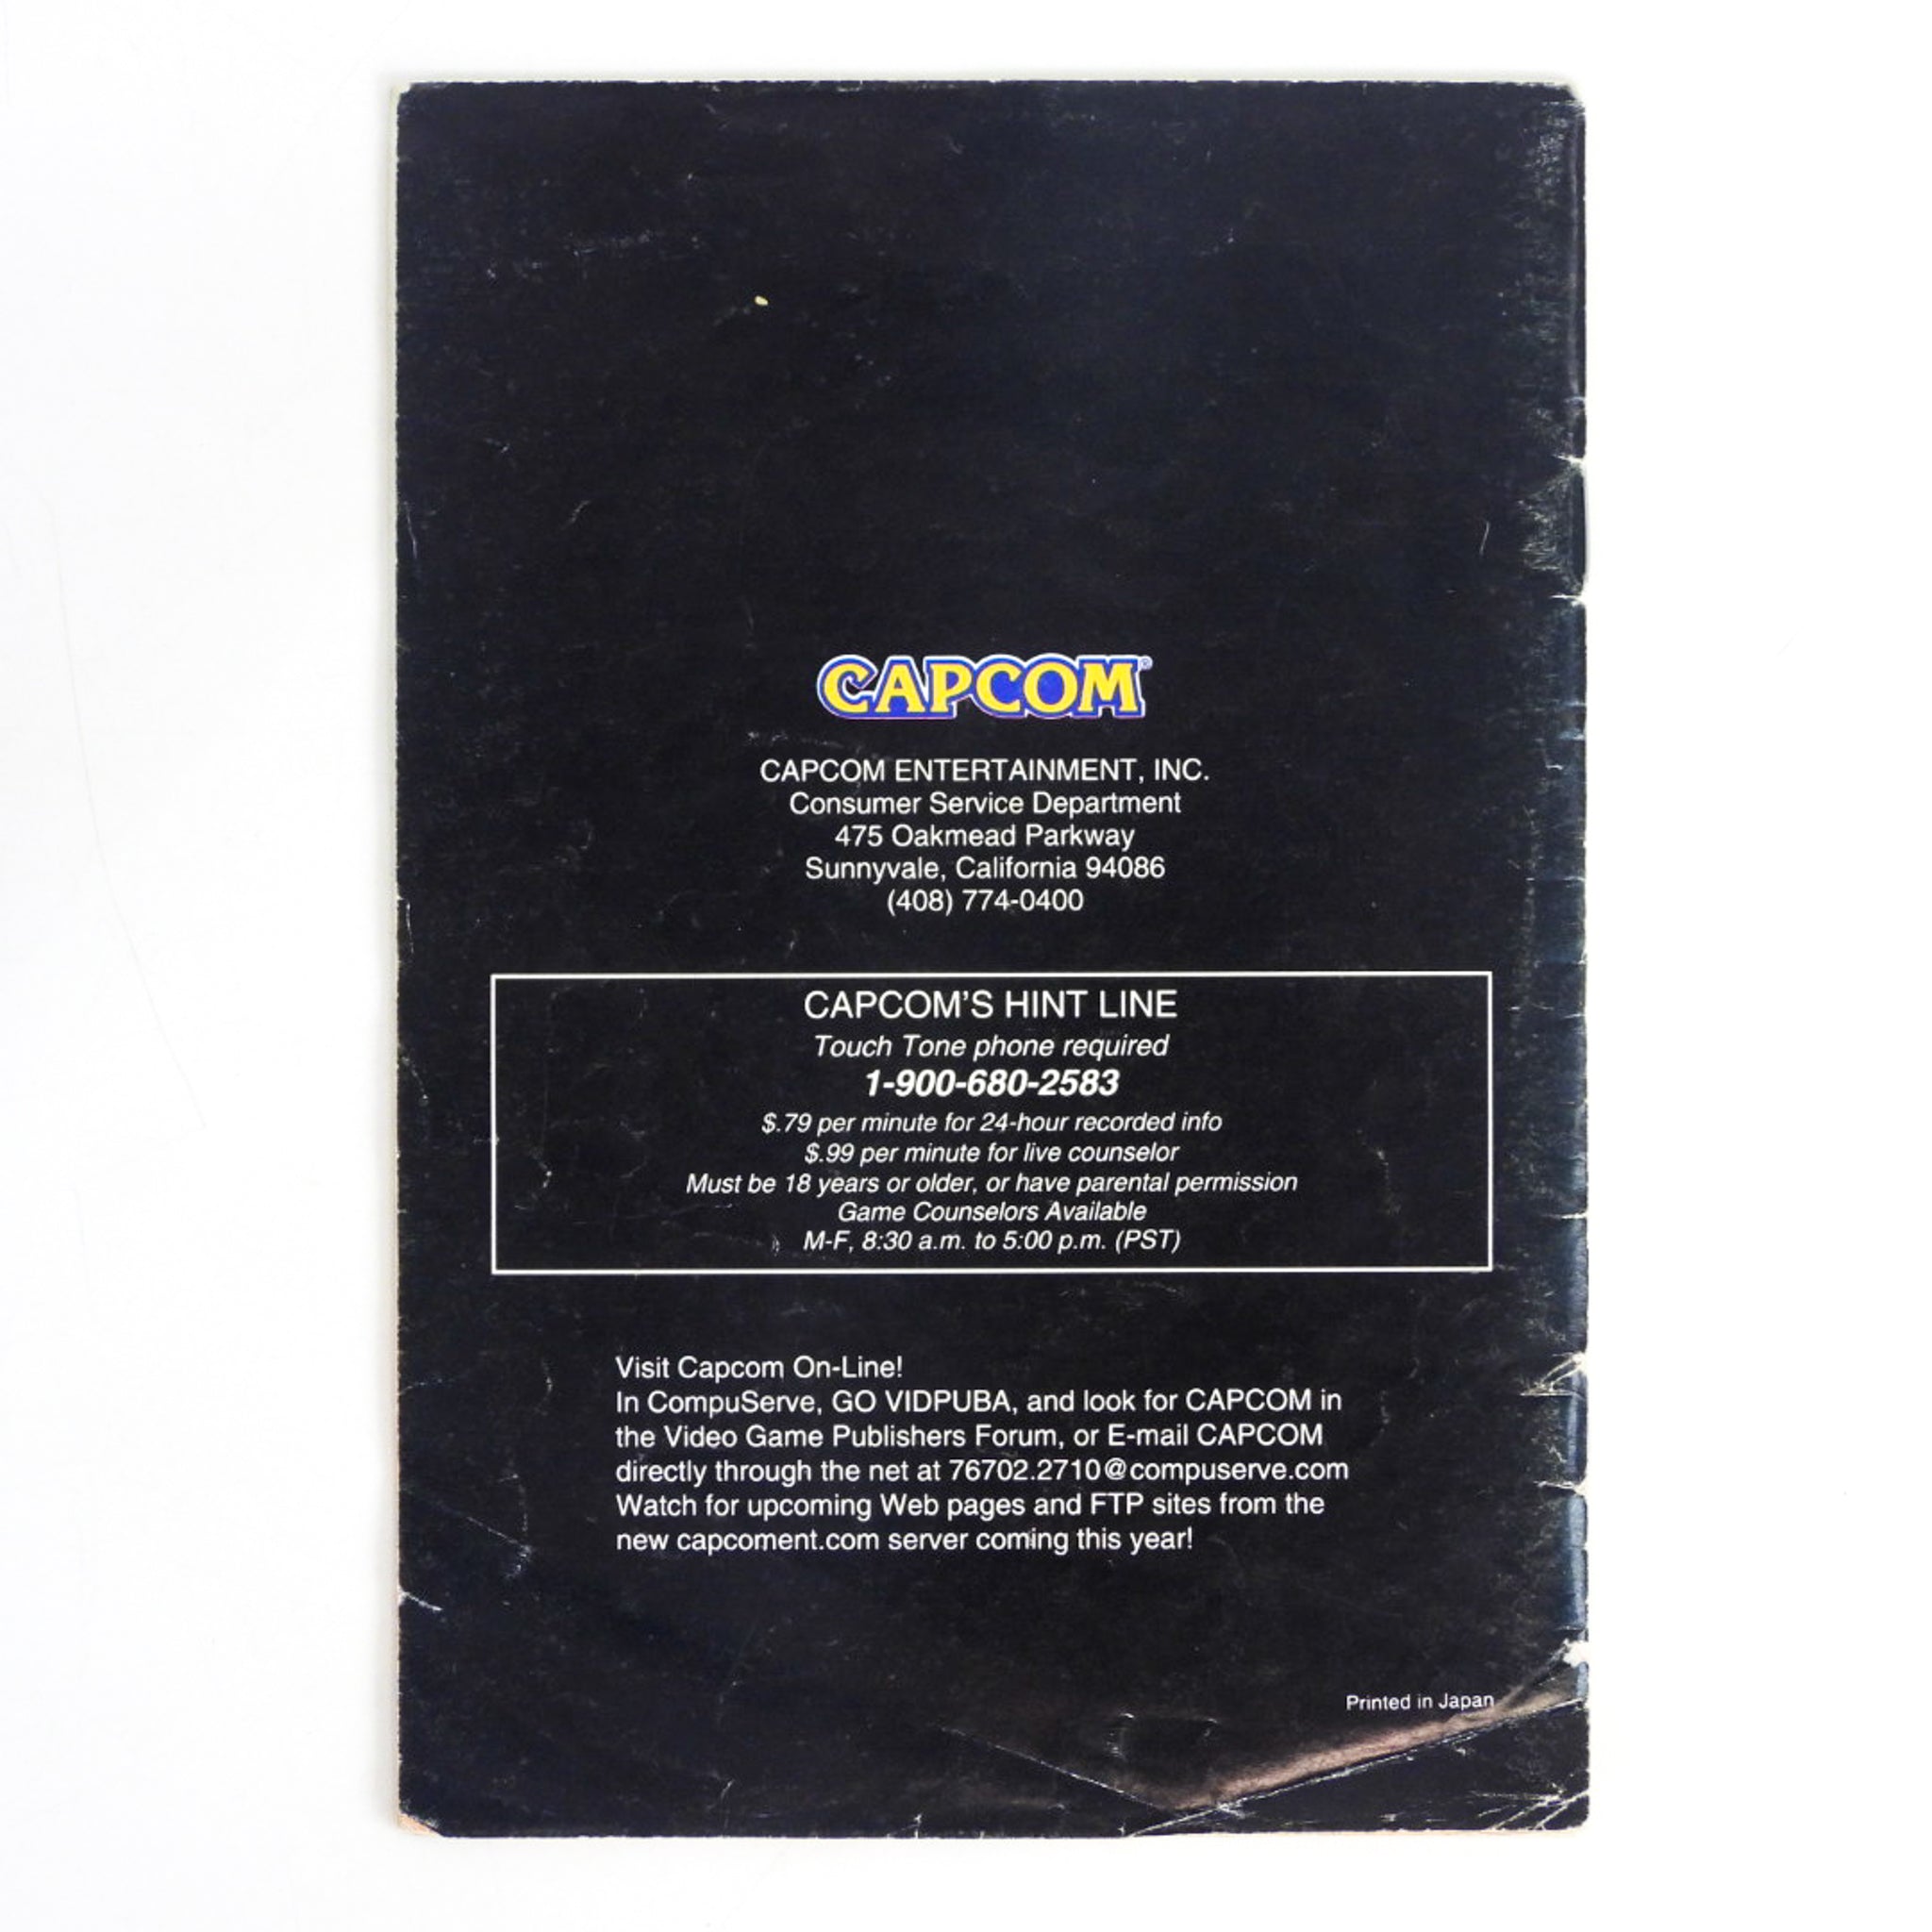 CAPCOM®
CAPCOM ENTERTAINMENT, INC.
Consumer Service Department
475 Oakmead Parkway
Sunnyvale, California 94086
(408) 774-0400
CAPCOM'S HINT LINE
Touch Tone phone required
1-900-680-2583
$.79 per minute for 24-hour recorded info
$.99 per minute for live counselor
Must be 18 years or older, or have parental permission
Game Counselors Available
M-F, 8:30 a.m. to 5:00 p.m. (PST)
Visit Capcom On-Line!
In CompuServe, GO VIDPUBA, and look for CAPCOM in
the Video Game Publishers Forum, or E-mail CAPCOM
directly through the net at 76702.2710@compuserve.com
Watch for upcoming Web pages and FTP sites from the
new capcoment.com server coming this year!
Printed in Japan